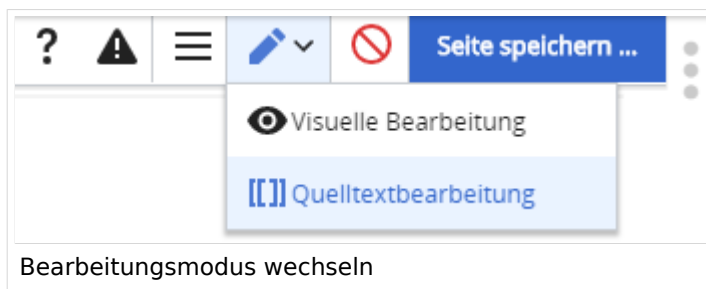 ? Seite speichern ...
Visuelle Bearbeitung
[[]] Quelltextbearbeitung
Bearbeitungsmodus wechseln